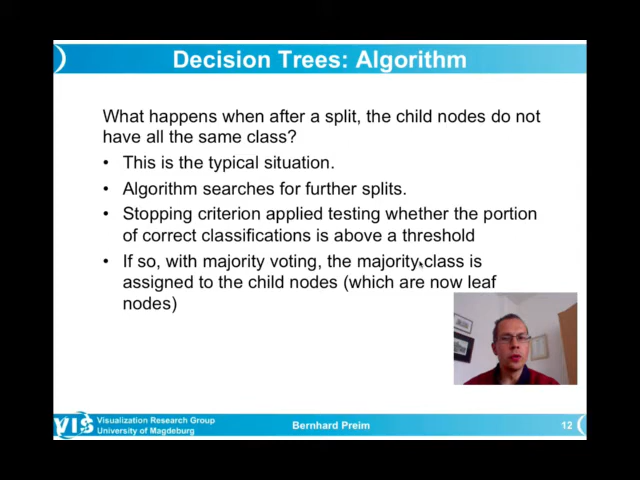 Decision Trees: Algorithm
What happens when after a split, the child nodes do not
have all the same class?
• This is the typical situation.
• Algorithm searches for further splits.
• Stopping criterion applied testing whether the portion
of correct classifications is above a threshold
• If so, with majority voting, the majority class is
assigned to the child nodes (which are now leaf
nodes)
VIS
Visualization Research Group
University of Magdeburg
Bernhard Preim
12